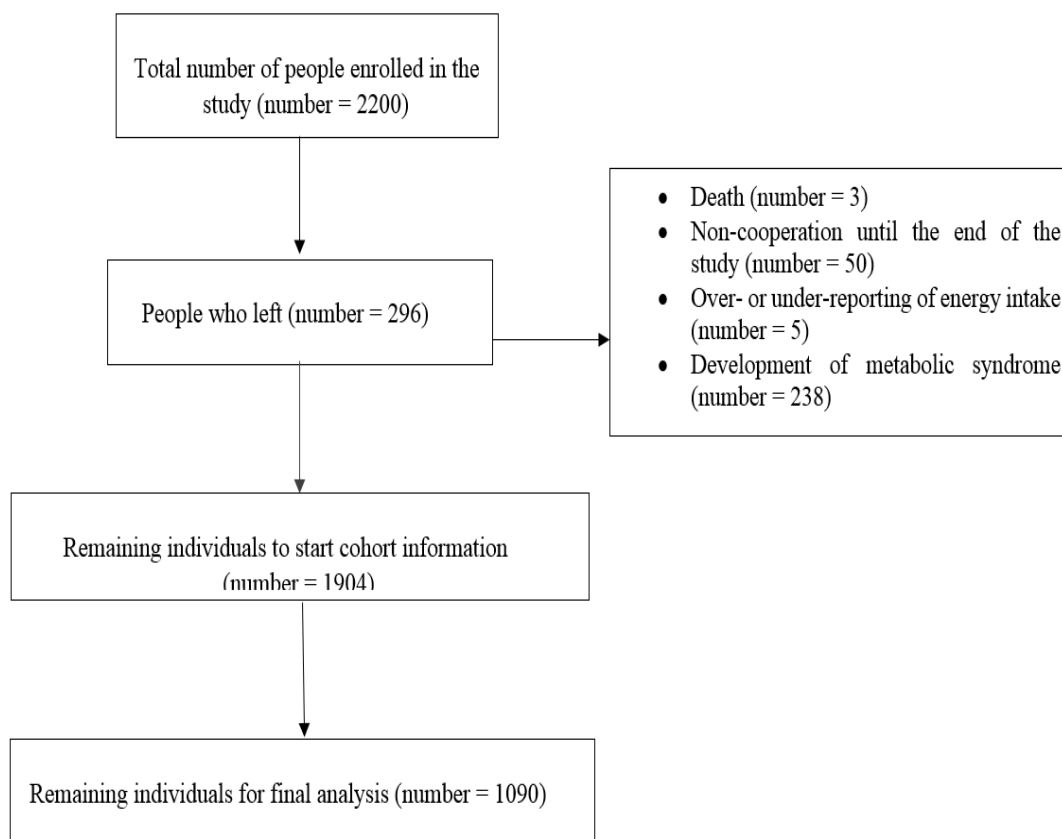 Total number of people enrolled in the
study (number = 2200)
People who left (number = 296)
• Death (number = 3)
• Non-cooperation until the end of the
study (number = 50)
• Over- or under-reporting of energy intake
(number = 5)
• Development of metabolic syndrome
(number = 238)
Remaining individuals to start cohort information
(number = 1904)
Remaining individuals for final analysis (number = 1090)